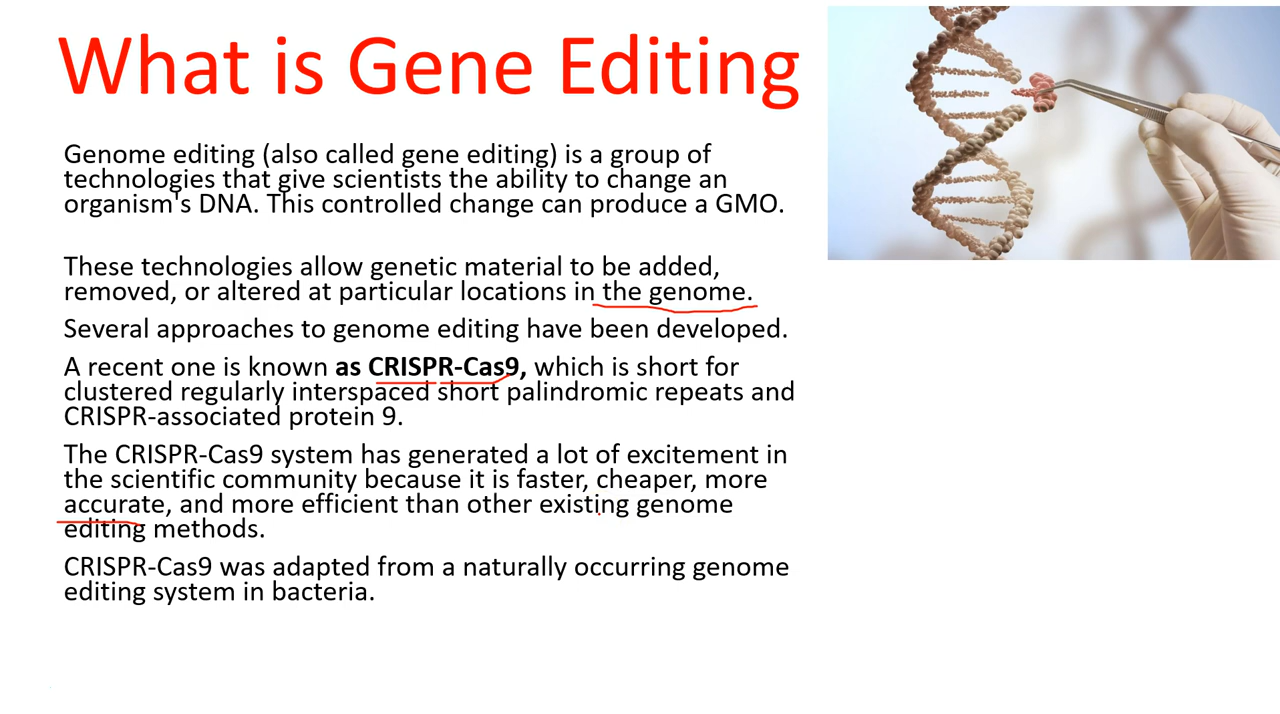 What is Gene Editing
Genome editing (also called gene editing) is a group of
technologies that give scientists the ability to change an
organism's DNA. This controlled change can produce a GMO.
These technologies allow genetic material to be added,
removed, or altered at particular locations in the genome.
Several approaches to genome editing have been developed.
A recent one is known as CRISPR-Cas9, which is short for
clustered regularly interspaced short palindromic repeats and
CRISPR-associated protein 9.
The CRISPR-Cas9 system has generated a lot of excitement in
the scientific community because it is faster, cheaper, more
accurate, and more efficient than other existing genome
editing methods.
CRISPR-Cas9 was adapted from a naturally occurring genome
editing system in bacteria.